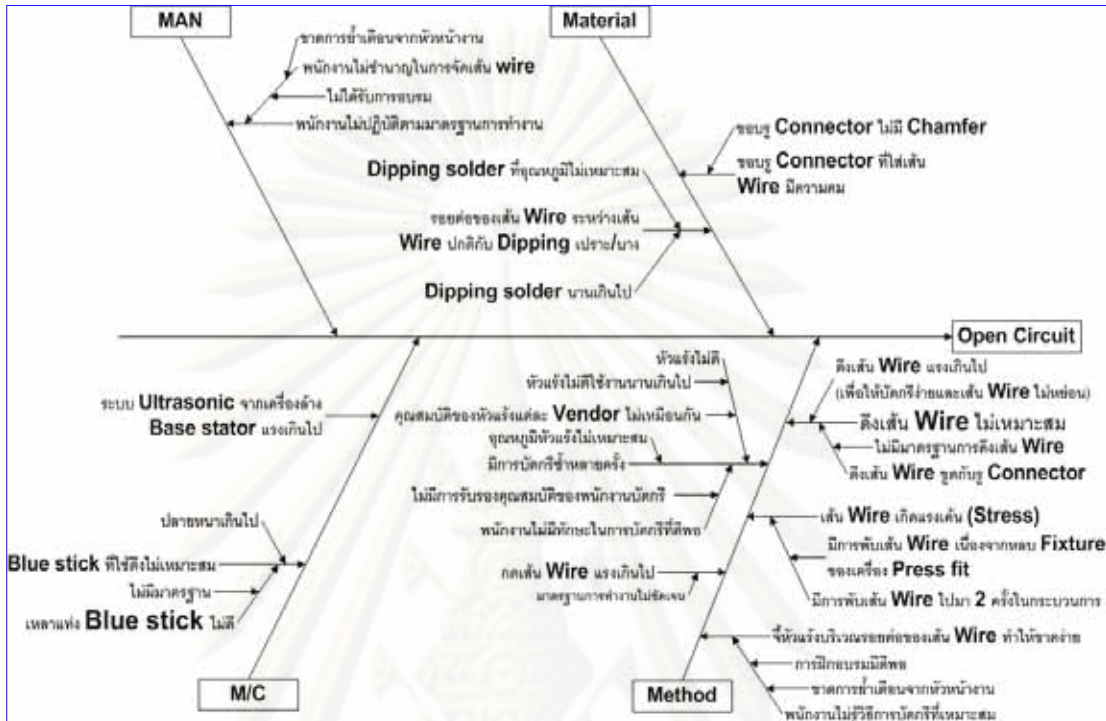 MAN
ขาดการย้ำเตือนจากหัวหน้างาน
พนักงานไม่ชำนาญในการจัดเส้น wire
ไม่ได้รับการอบรม
พนักงานไม่ปฏิบัติตามมาตรฐานการทำงาน
Material
ขอบรู Connector ไม่มี Chamfer
ขอบรู Connector ที่ใส่เส้น
Wire มีความคม
Dipping solder ที่อุณหภูมิไม่เหมาะสม
รอยต่อของเส้น Wire ระหว่างเส้น
Wire ปกติกับ Dipping เปราะ/บาง
Dipping solder นานเกินไป
Open Circuit
ระบบ Ultrasonic จากเครื่องล้าง
Base stator แรงเกินไป
ปลายหนาเกินไป
Blue stick ที่ใช้ดึงไม่เหมาะสม
ไม่มีมาตรฐาน
เหลาแท่ง Blue stick ไม่ดี
M/C
หัวแร้งไม่ดี
หัวแร้งไม่ดีใช้งานนานเกินไป
คุณสมบัติของหัวแร้งแต่ละ Vendor ไม่เหมือนกัน
อุณหภูมิหัวแร้งไม่เหมาะสม
มีการบัดกรีซ้ำหลายครั้ง
ไม่มีการรับรองคุณสมบัติของพนักงานบัดกรี
พนักงานไม่มีทักษะในการบัดกรีที่ดีพอ
กดเส้น Wire แรงเกินไป
มาตรฐานการทำงานไม่ชัดเจน
ดึงเส้น Wire แรงเกินไป
(เพื่อให้บัดกรีง่ายและเส้น Wire ไม่หย่อน)
ดึงเส้น Wire ไม่เหมาะสม
ไม่มีมาตรฐานการดึงเส้น Wire
ดึงเส้น Wire ขูดกับรู Connector
เส้น Wire เกิดแรงเค้น (Stress)
มีการพับเส้น Wire เนื่องจากหลบ Fixture
ของเครื่อง Press fit
มีการพับเส้น Wire ไปมา 2 ครั้งในกระบวนการ
จี้หัวแร้งบริเวณรอยต่อของเส้น Wire ทำให้ขาดง่าย
การฝึกอบรมมีดีพอ
ขาดการย้ำเตือนจากหัวหน้างาน
พนักงานไม่รู้วิธีการบัดกรีที่เหมาะสม
Method